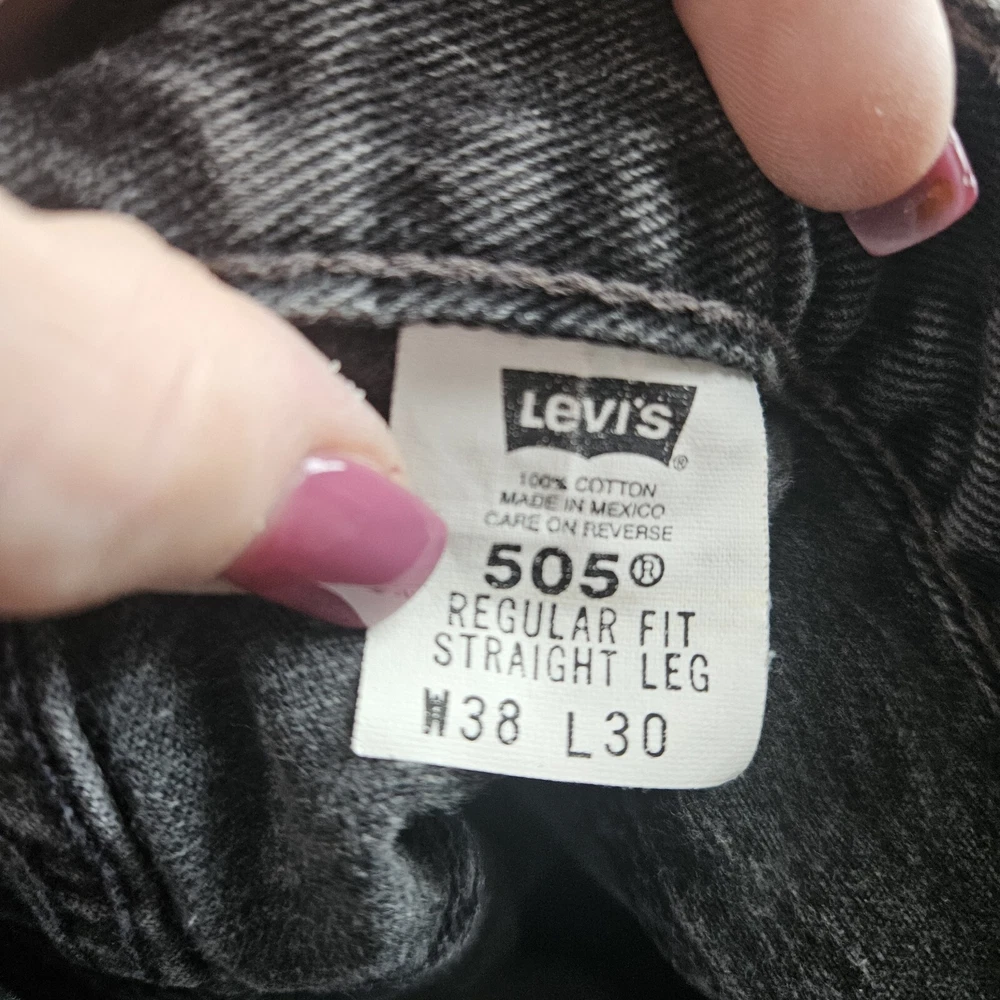 LEVI'S®
100% COTTON
MADE IN MEXICO
CARE ON REVERSE
505®
REGULAR FIT
STRAIGHT LEG
W38 L30